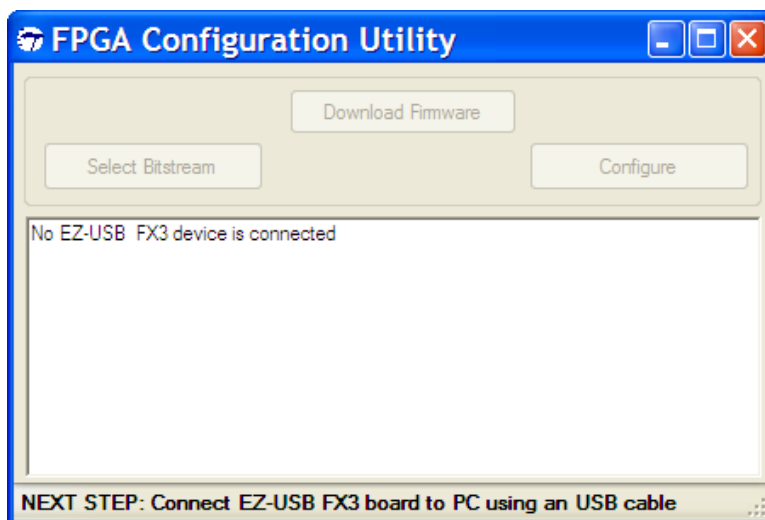 FPGA Configuration Utility
Download Firmware
Select Bitstream
Configure
No EZ-USB  FX3 device is connected
NEXT STEP: Connect EZ-USB FX3 board to PC using an USB cable